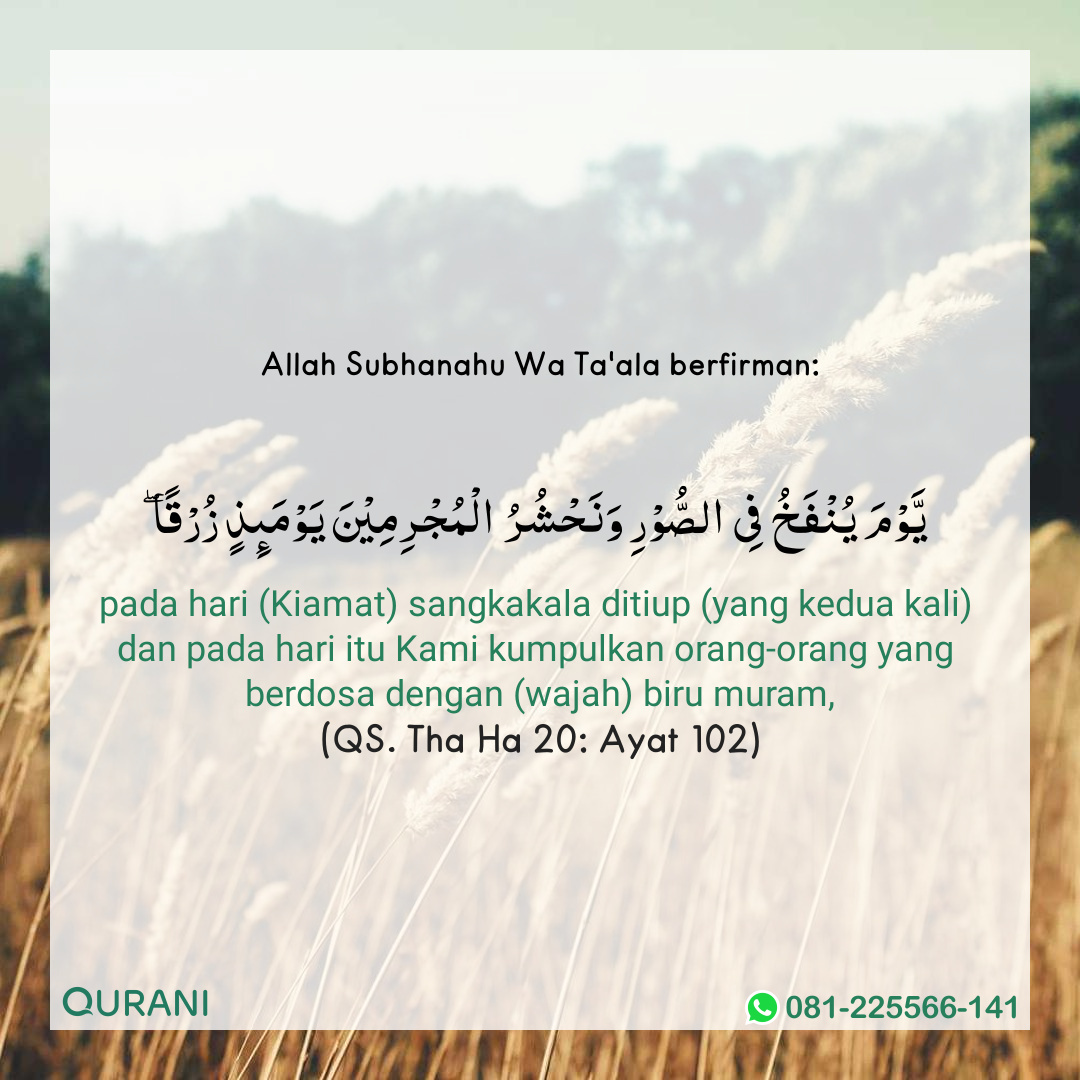 Allah Subhanahu Wa Ta'ala berfirman:
يَّوْمَ يُنْفَخُ فِى الصُّوْرِ وَنَحْشُرُ الْمُجْرِمِيْنَ يَوْمَىِٕذٍ زُرْقًا ۖ
pada hari (Kiamat) sangkakala ditiup (yang kedua kali)
dan pada hari itu Kami kumpulkan orang-orang yang
berdosa dengan (wajah) biru muram,
(QS. Tha Ha 20: Ayat 102)
QURANI
081-225566-141